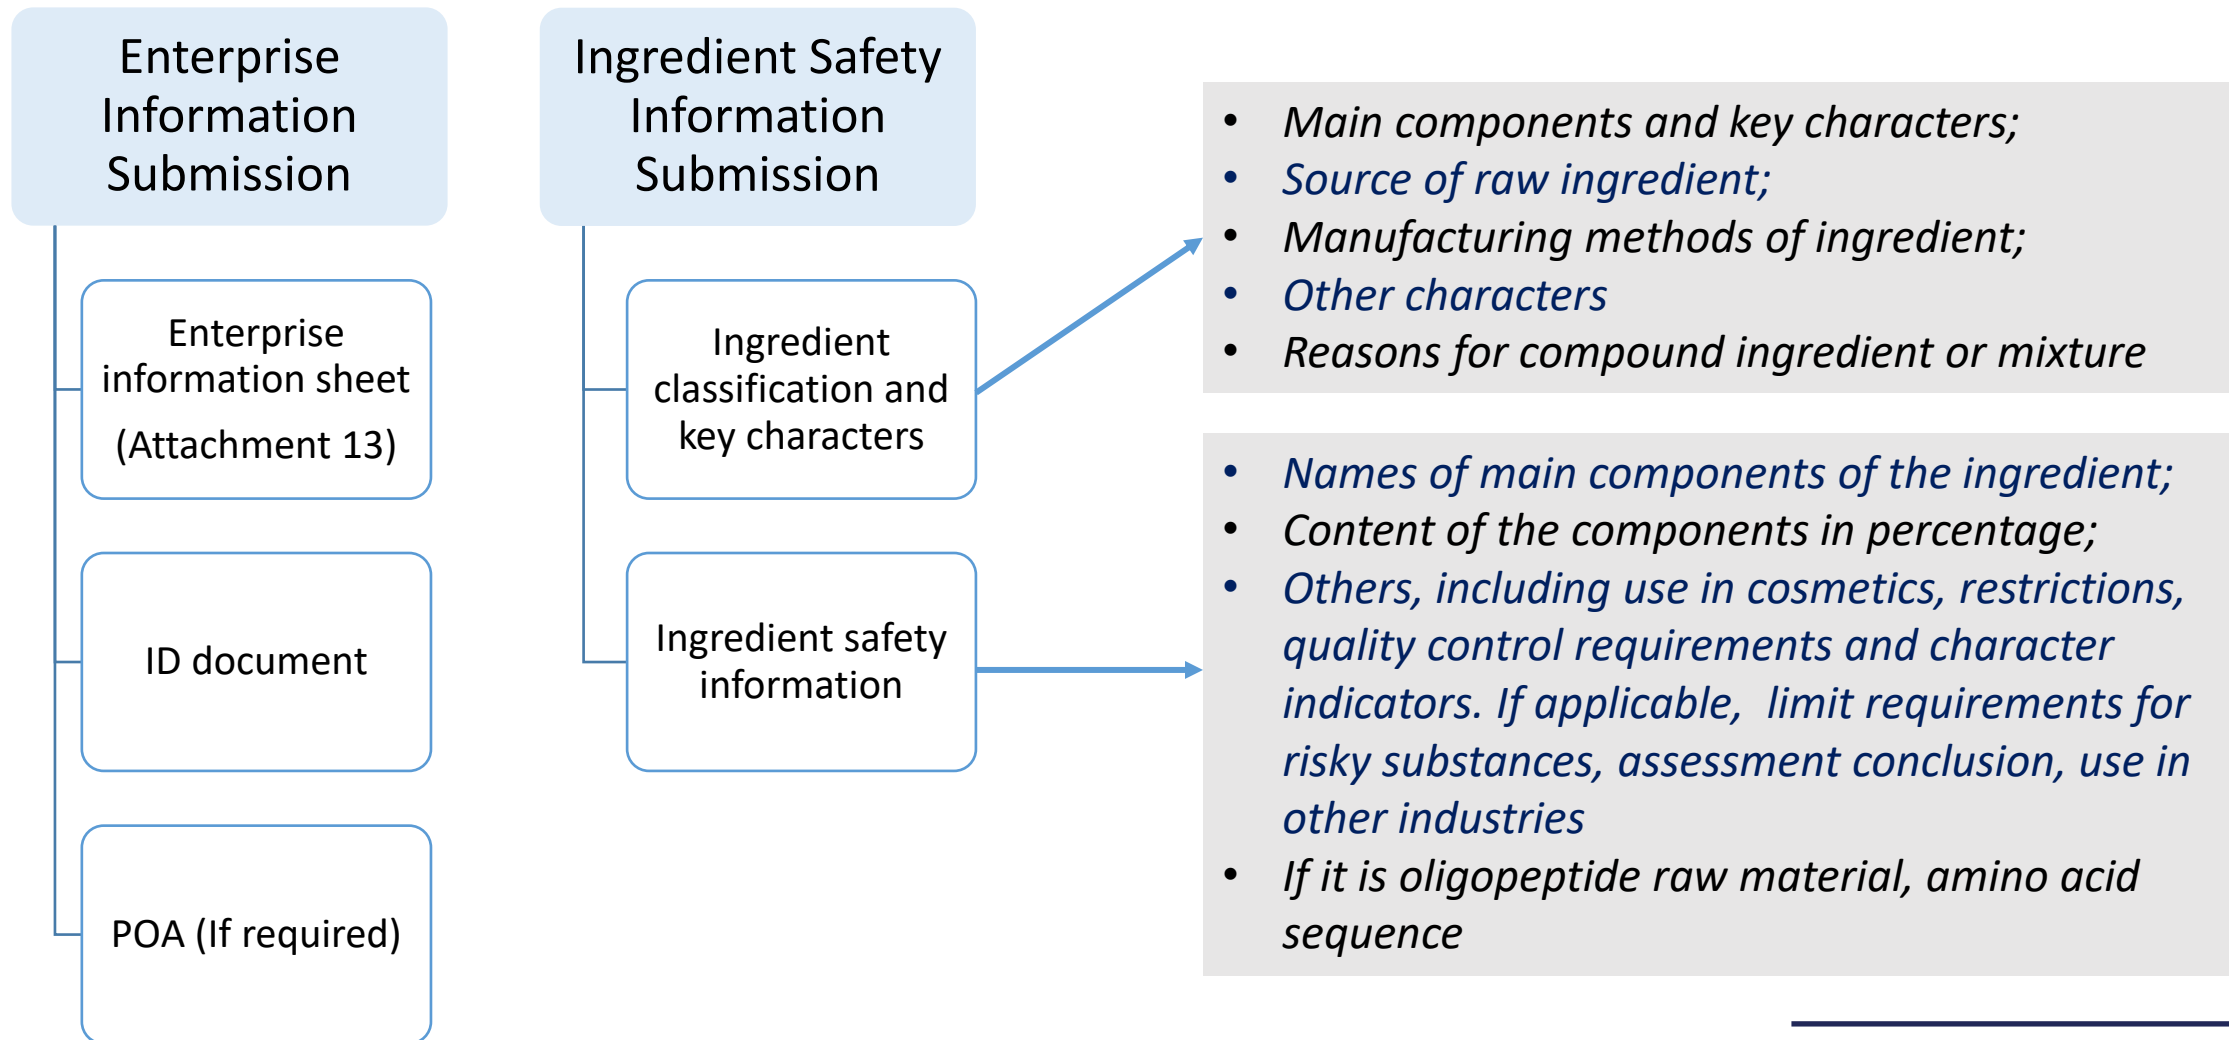 Enterprise
Information
Submission
Enterprise
information sheet
(Attachment 13)
ID document
POA (If required)
Ingredient Safety
Information
Submission
Ingredient
classification and
key characters
Ingredient safety
information
• Main components and key characters;
• Source of raw ingredient;
• Manufacturing methods of ingredient;
• Other characters
• Reasons for compound ingredient or mixture
• Names of main components of the ingredient;
• Content of the components in percentage;
• Others, including use in cosmetics, restrictions,
quality control requirements and character
indicators. If applicable,  limit requirements for
risky substances, assessment conclusion, use in
other industries
• If it is oligopeptide raw material, amino acid
sequence